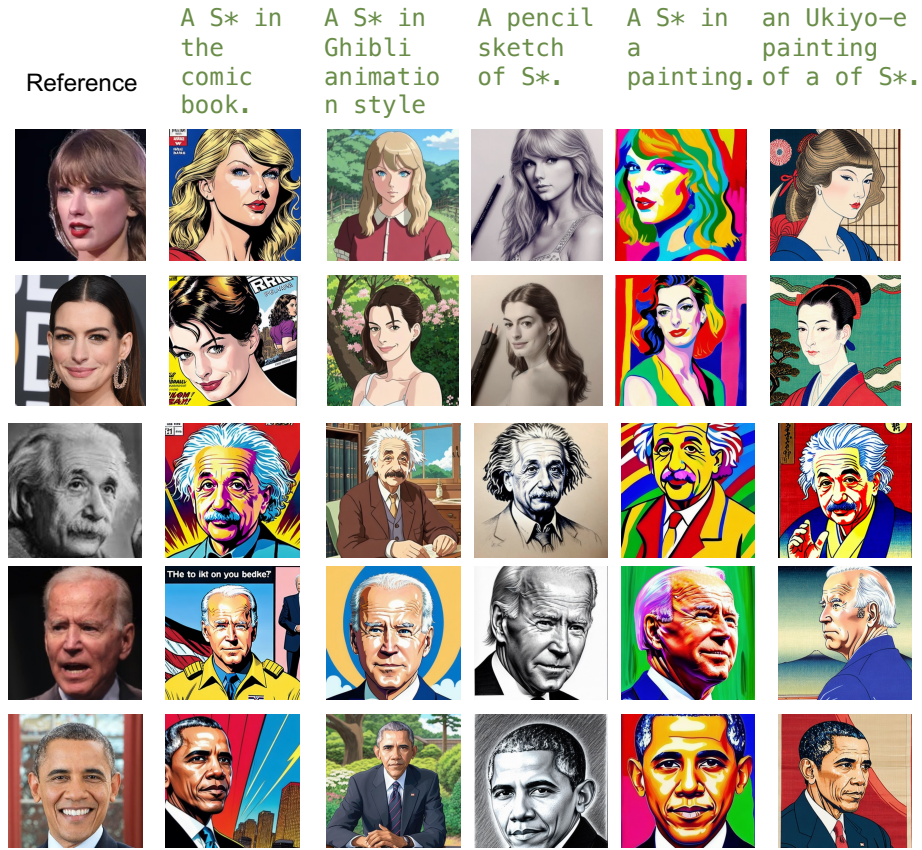 Reference
A S* in
the
comic
book.
A S* in
Ghibli
animatio
n style
A pencil
sketch
of S*.
A S* in
a
painting.
an Ukiyo-e
painting
of a of S*.
THe to ikt on you bedke?'